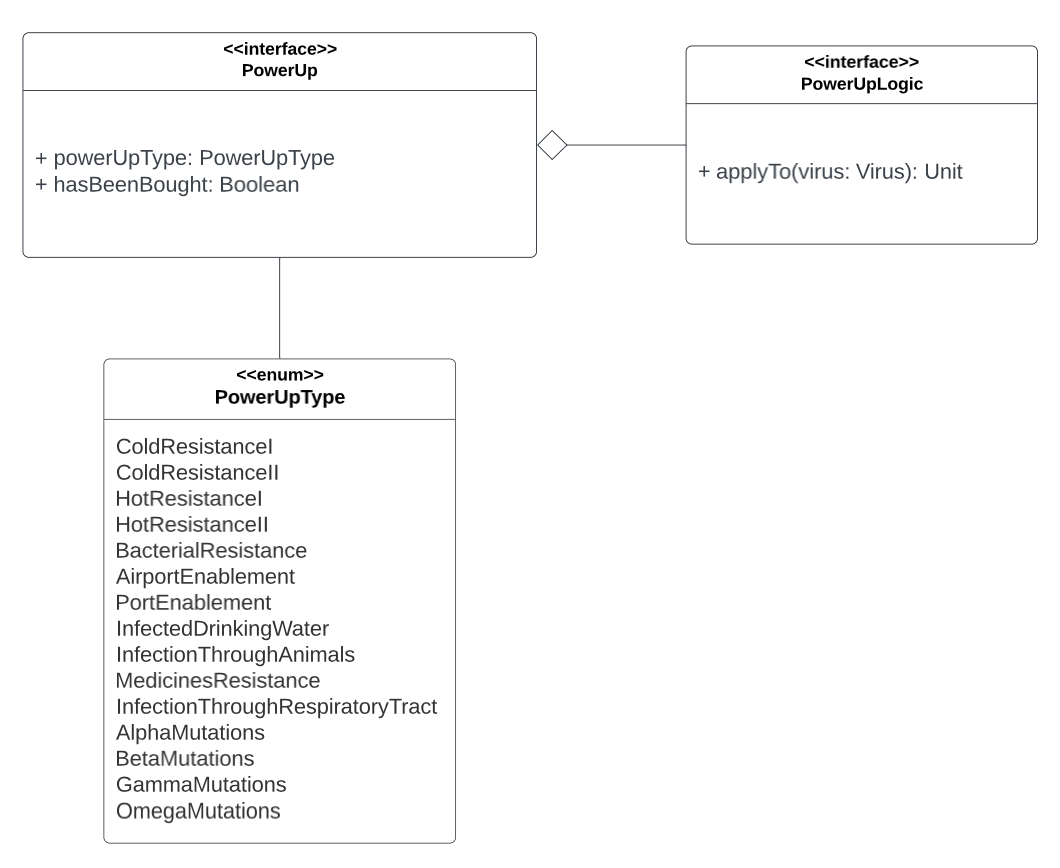 <<interface>>
PowerUp
+ powerUpType: PowerUpType
+ hasBeenBought: Boolean
<<interface>>
PowerUpLogic
+ applyTo(virus: Virus): Unit
<<enum>>
PowerUpType
ColdResistanceI
ColdResistanceII
HotResistanceI
HotResistanceII
BacterialResistance
AirportEnablement
PortEnablement
InfectedDrinkingWater
InfectionThroughAnimals
MedicinesResistance
InfectionThroughRespiratoryTract
AlphaMutations
BetaMutations
GammaMutations
OmegaMutations